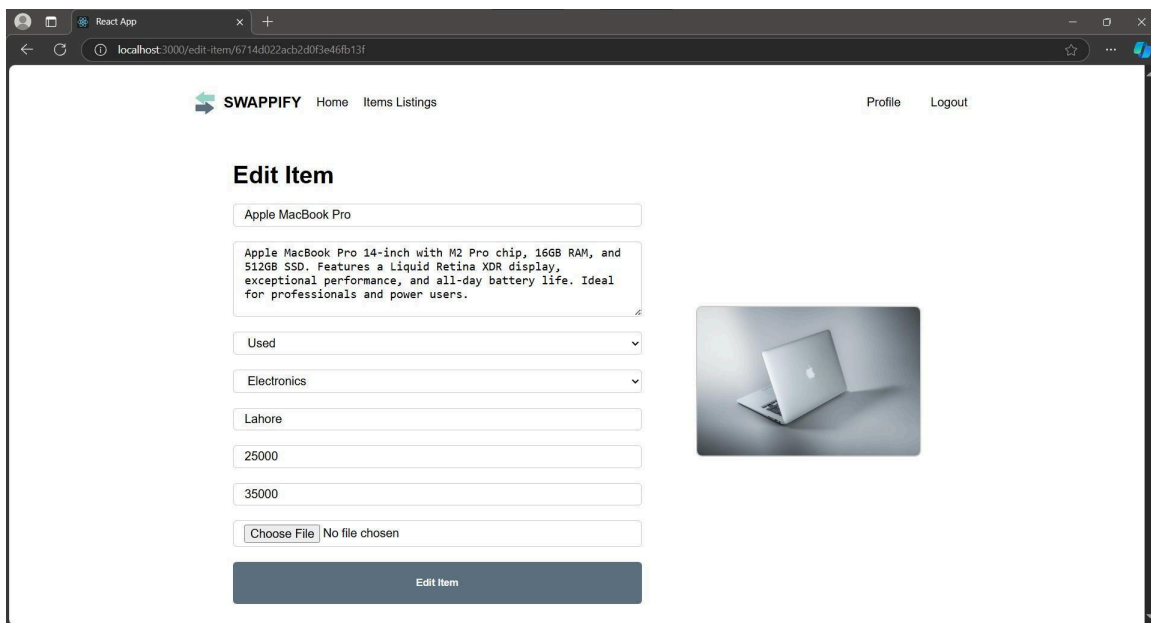 React App
localhost:3000/edit-item/6714d022acb2d0f3e46fb13f
SWAPPIFY Home Items Listings Profile Logout
Edit Item
Apple MacBook Pro
Apple MacBook Pro 14-inch with M2 Pro chip, 16GB RAM, and
512GB SSD. Features a Liquid Retina XDR display,
exceptional performance, and all-day battery life. Ideal
for professionals and power users.
Used
Electronics
Lahore
25000
35000
Choose File No file chosen
Edit Item